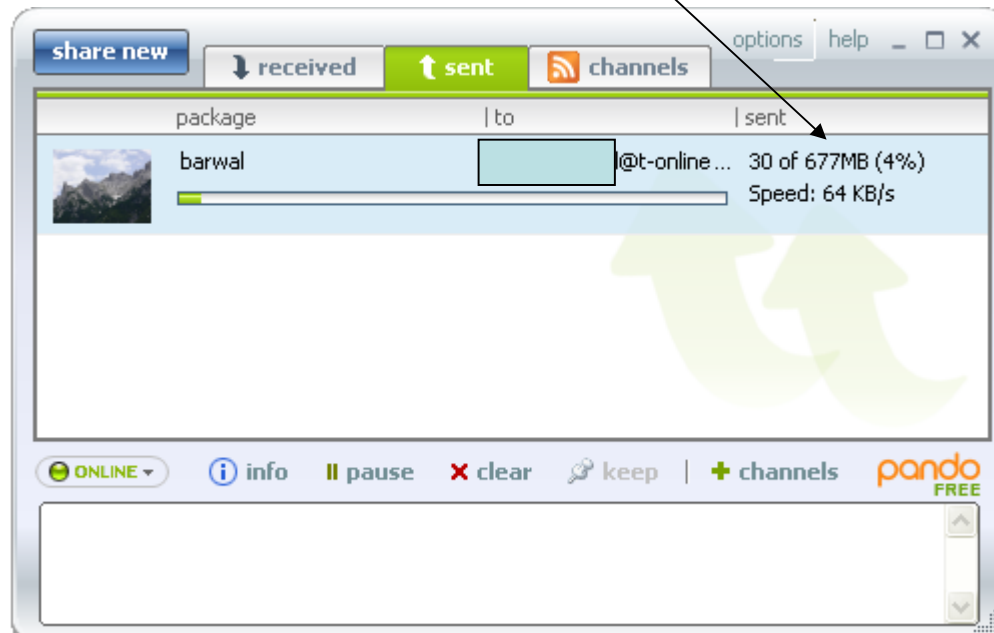 share new received sent channels options help
package | to | sent
barwal @t-online ... 30 of 677MB (4%)
Speed: 64 KB/s
ONLINE info pause clear keep | channels pando
FREE